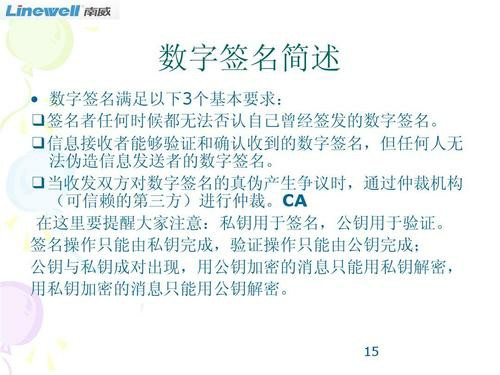 Linewell 南威
数字签名简述
• 数字签名满足以下3个基本要求：
❑签名者任何时候都无法否认自己曾经签发的数字签名。
❑信息接收者能够验证和确认收到的数字签名，但任何人无
法伪造信息发送者的数字签名。
❑当收发双方对数字签名的真伪产生争议时，通过仲裁机构
（可信赖的第三方）进行仲裁。CA
在这里要提醒大家注意：私钥用于签名，公钥用于验证。
签名操作只能由私钥完成，验证操作只能由公钥完成；
公钥与私钥成对出现，用公钥加密的消息只能用私钥解密，
用私钥加密的消息只能用公钥解密。
15